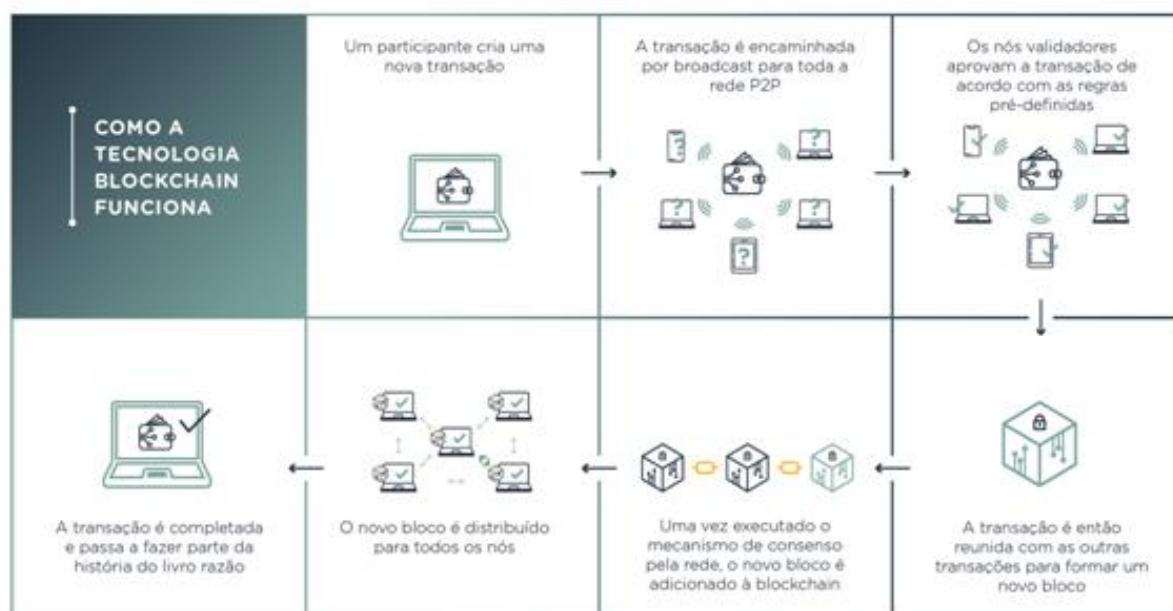 COMO A
TECNOLOGIA
BLOCKCHAIN
FUNCIONA
Um participante cria uma
nova transação
A transação é encaminhada
por broadcast para toda a
rede P2P
Os nós validadores
aprovam a transação de
acordo com as regras
pré-definidas
A transação é então
reunida com as outras
transações para formar um
novo bloco
Uma vez executado o
mecanismo de consenso
pela rede, o novo bloco é
adicionado à blockchain
O novo bloco é distribuído
para todos os nós
A transação é completada
e passa a fazer parte da
história do livro razão